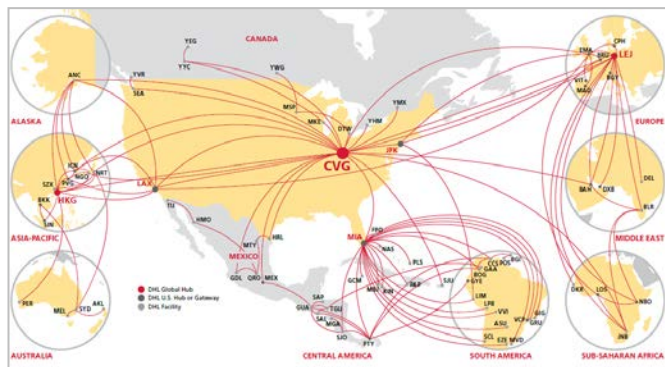 YEG
CANADA
YYC
YWG
ANC
YVR
SEA
MSP
MKE
DTW
YHM
YMX
CVG
JFK
ALASKA
EMA
CPH
BRU
LEJ
VIT
MAD
BGY
EUROPE
ICN
NGO
NRT
SZX
PVG
HKG
BKK
SIN
ASIA-PACIFIC
LAX
TIJ
HMO
MTY
HRL
MEXICO
GDL
QRO
MEX
DEL
BAH
DXB
BLR
MIDDLE EAST
FPO
MIA
NAS
PLS
GCM
MBJ
KIN
SJU
PER
MEL
SYD
AKL
AUSTRALIA
DHL Global Hub
DHL U.S. Hub or Gateway
DHL Facility
SAP
GUA
TGU
SAL
MGA
SJO
PTY
CENTRAL AMERICA
CCS
POS
BOG
GYE
LIM
LPB
VVI
ASU
GIG
VCP
GRU
SCL
EZE
MVD
SOUTH AMERICA
DKR
LOS
NBO
JNB
SUB-SAHARAN AFRICA